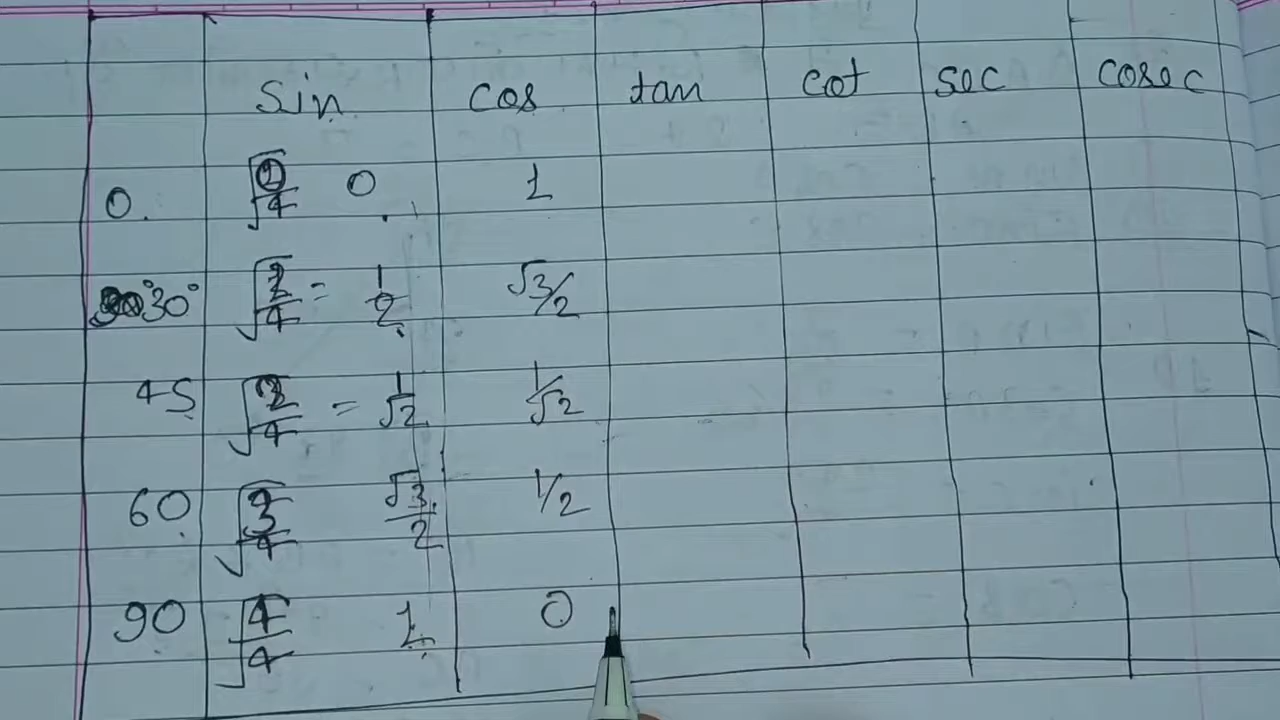 sin cos tan cot sec cosec
0. √0/4 0 1
30° √1/4 = 1/2 √3/2
45 √2/4 = 1/√2 1/√2
60 √3/4 √3/2 1/2
90 √4/4 1 0